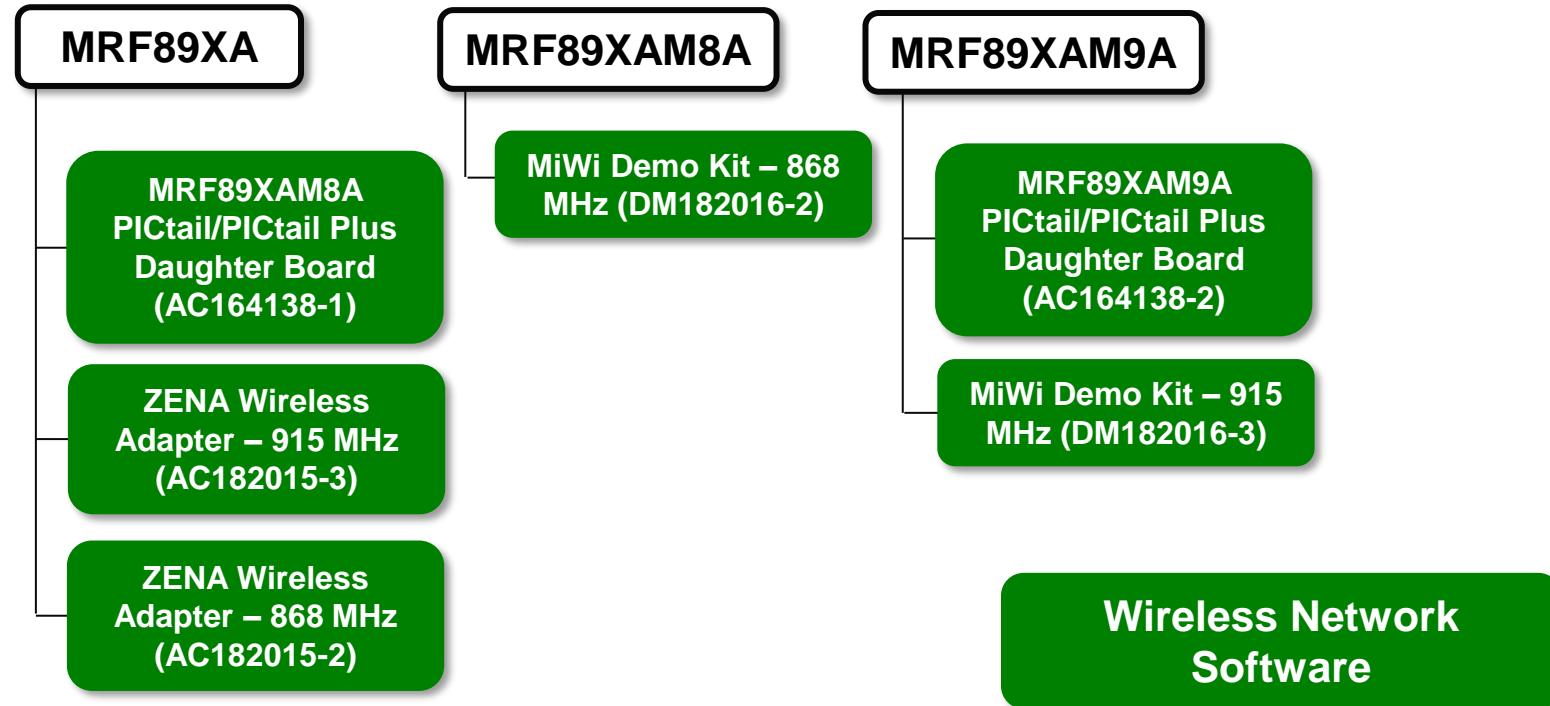 MRF89XA
MRF89XAM8A
PICtail/PICtail Plus
Daughter Board
(AC164138-1)
ZENA Wireless
Adapter – 915 MHz
(AC182015-3)
ZENA Wireless
Adapter – 868 MHz
(AC182015-2)
MRF89XAM8A
MiWi Demo Kit – 868
MHz (DM182016-2)
MRF89XAM9A
MRF89XAM9A
PICtail/PICtail Plus
Daughter Board
(AC164138-2)
MiWi Demo Kit – 915
MHz (DM182016-3)
Wireless Network
Software